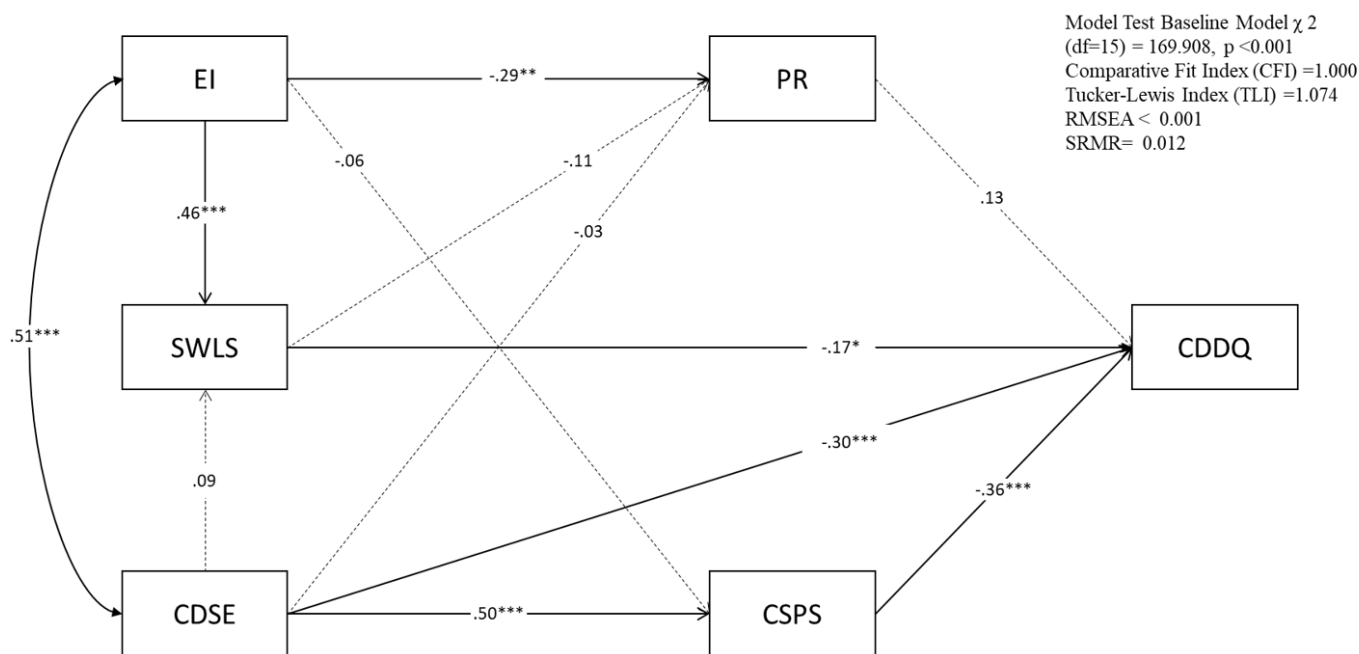 Model Test Baseline Model χ 2
(df=15) = 169.908, p <0.001
Comparative Fit Index (CFI) =1.000
Tucker-Lewis Index (TLI) =1.074
RMSEA < 0.001
SRMR= 0.012
EI
-.29**
PR
-.06
-.11
.46***
-.03
.13
.51***
SWLS
-.17*
CDDQ
-.30***
.09
-.36***
CDSE
.50***
CSPS